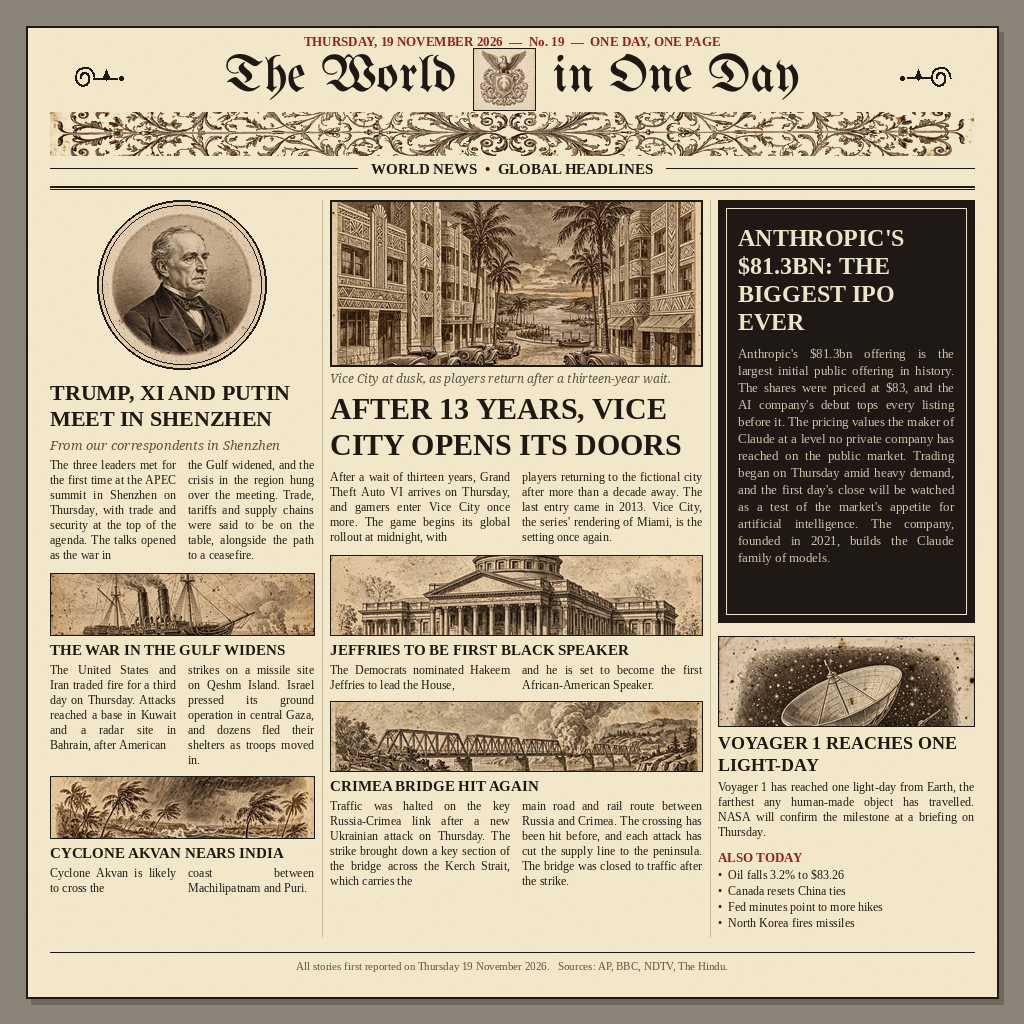 THURSDAY, 19 NOVEMBER 2026 — No. 19 — ONE DAY, ONE PAGE
The World in One Day
WORLD NEWS • GLOBAL HEADLINES
TRUMP, XI AND PUTIN
MEET IN SHENZHEN
From our correspondents in Shenzhen
The three leaders met for
the first time at the APEC
summit in Shenzhen on
Thursday, with trade and
security at the top of the
agenda. The talks opened
as the war in
the Gulf widened, and the
crisis in the region hung
over the meeting. Trade,
tariffs and supply chains
were said to be on the
table, alongside the path
to a ceasefire.
THE WAR IN THE GULF WIDENS
The United States and
Iran traded fire for a third
day on Thursday. Attacks
reached a base in Kuwait
and a radar site in
Bahrain, after American
strikes on a missile site
on Qeshm Island. Israel
pressed its ground
operation in central Gaza,
and dozens fled their
shelters as troops moved
in.
CYCLONE AKVAN NEARS INDIA
Cyclone Akvan is likely
to cross the
coast between
Machilipatnam and Puri.
Vice City at dusk, as players return after a thirteen-year wait.
AFTER 13 YEARS, VICE
CITY OPENS ITS DOORS
After a wait of thirteen years, Grand
Theft Auto VI arrives on Thursday,
and gamers enter Vice City once
more. The game begins its global
rollout at midnight, with
players returning to the fictional city
after more than a decade away. The
last entry came in 2013. Vice City,
the series' rendering of Miami, is the
setting once again.
JEFFRIES TO BE FIRST BLACK SPEAKER
The Democrats nominated Hakeem
Jeffries to lead the House,
and he is set to become the first
African-American Speaker.
CRIMEA BRIDGE HIT AGAIN
Traffic was halted on the key
Russia-Crimea link after a new
Ukrainian attack on Thursday. The
strike brought down a key section of
the bridge across the Kerch Strait,
which carries the
main road and rail route between
Russia and Crimea. The crossing has
been hit before, and each attack has
cut the supply line to the peninsula.
The bridge was closed to traffic after
the strike.
ANTHROPIC'S
$81.3BN: THE
BIGGEST IPO
EVER
Anthropic's $81.3bn offering is the
largest initial public offering in history.
The shares were priced at $83, and the
AI company's debut tops every listing
before it. The pricing values the maker of
Claude at a level no private company has
reached on the public market. Trading
began on Thursday amid heavy demand,
and the first day's close will be watched
as a test of the market's appetite for
artificial intelligence. The company,
founded in 2021, builds the Claude
family of models.
VOYAGER 1 REACHES ONE
LIGHT-DAY
Voyager 1 has reached one light-day from Earth, the
farthest any human-made object has travelled.
NASA will confirm the milestone at a briefing on
Thursday.
ALSO TODAY
• Oil falls 3.2% to $83.26
• Canada resets China ties
• Fed minutes point to more hikes
• North Korea fires missiles
All stories first reported on Thursday 19 November 2026. Sources: AP, BBC, NDTV, The Hindu.